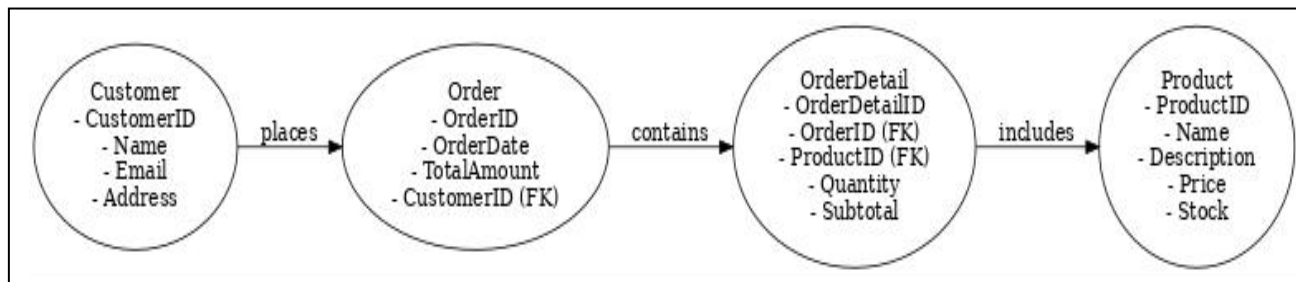 Customer
- CustomerID
- Name
- Email
- Address
places
Order
- OrderID
- OrderDate
- TotalAmount
- CustomerID (FK)
contains
OrderDetail
- OrderDetailID
- OrderID (FK)
- ProductID (FK)
- Quantity
- Subtotal
includes
Product
- ProductID
- Name
- Description
- Price
- Stock